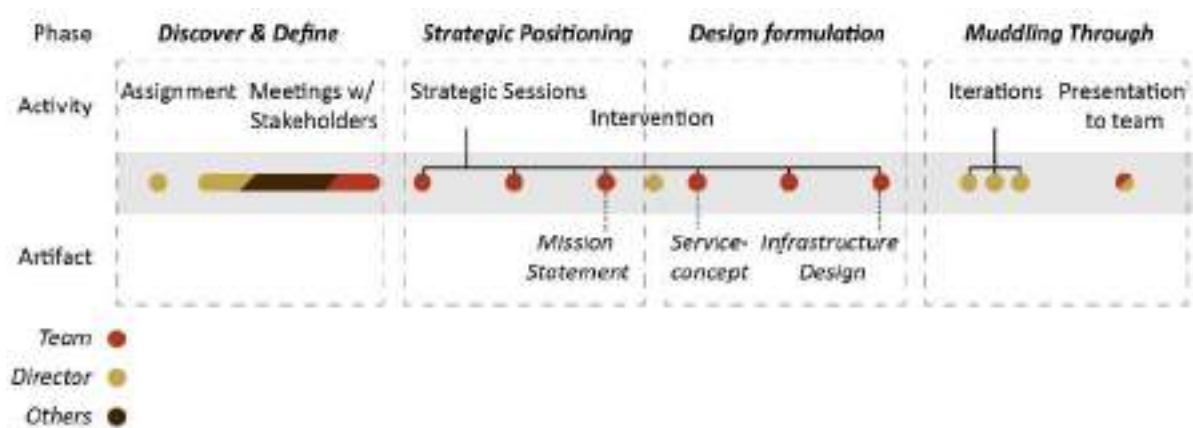 Phase Discover & Define Strategic Positioning Design formulation Muddling Through
Activity
Assignment Meetings w/
Stakeholders
Strategic Sessions
Intervention
Iterations Presentation
to team
Artifact
Mission
Statement
Service-
concept
Infrastructure
Design
Team
Director
Others